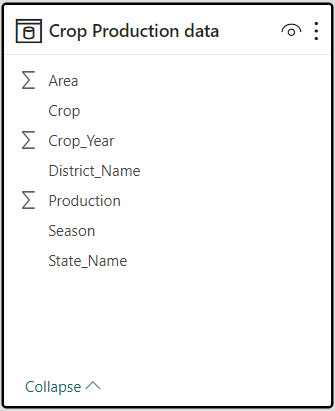 Crop Production data
Area
Crop
Crop_Year
District_Name
Production
Season
State_Name
Collapse